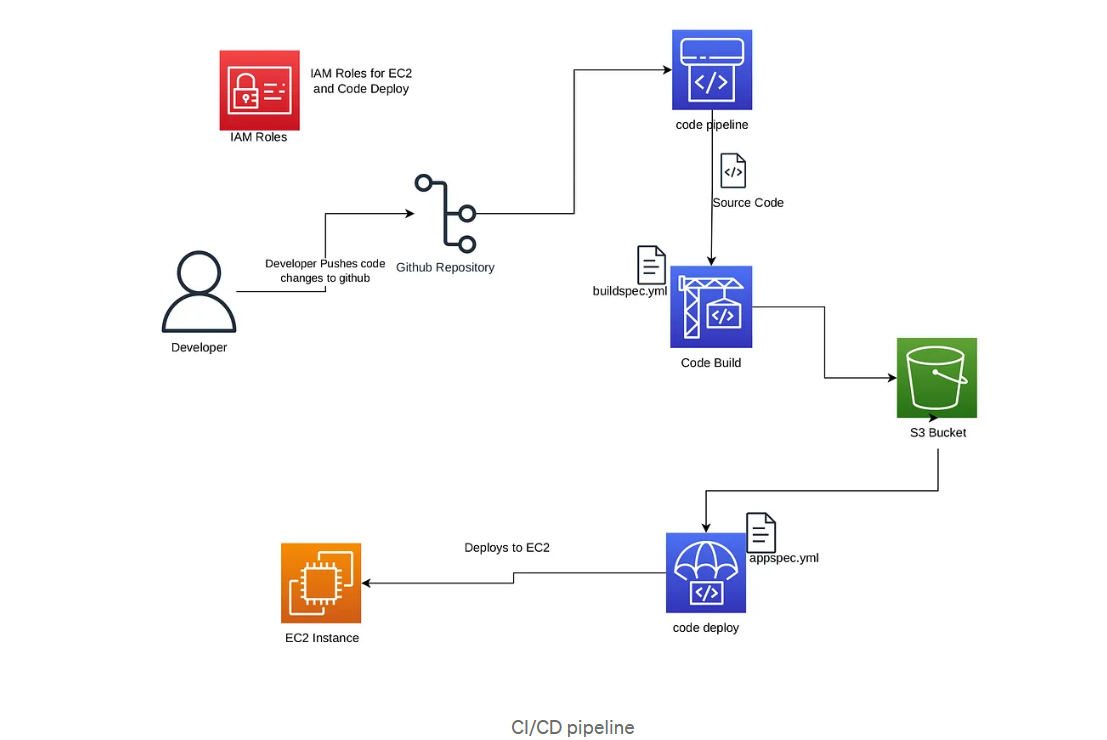 IAM Roles for EC2
and Code Deploy
IAM Roles
code pipeline
Source Code
Developer Pushes code
changes to github
Github Repository
Developer
buildspec.yml
Code Build
S3 Bucket
Deploys to EC2
appspec.yml
EC2 Instance
code deploy
CI/CD pipeline